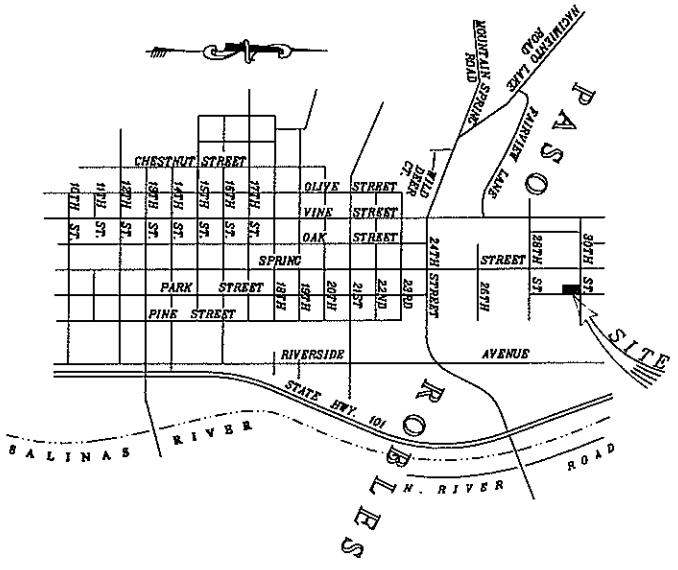 NACIMIENTO LAKE
ROAD
MOUNTAIN SPRING
ROAD
FAIRVIEW LANE
PASO
WILD
DEER
CT.
CHESTNUT STREET
10TH
ST.
11TH
ST.
12TH
ST.
13TH
ST.
14TH
ST.
15TH
ST.
16TH
ST.
17TH
ST.
OLIVE STREET
VINE STREET
OAK STREET
SPRING STREET
24TH STREET
26TH
28TH
ST.
30TH
ST.
PARK STREET
18TH
19TH
20TH
21ST
22ND
23RD
PINE STREET
SITE
RIVERSIDE AVENUE
STATE HWY. 101
ROBLES
SALINAS RIVER
N. RIVER ROAD